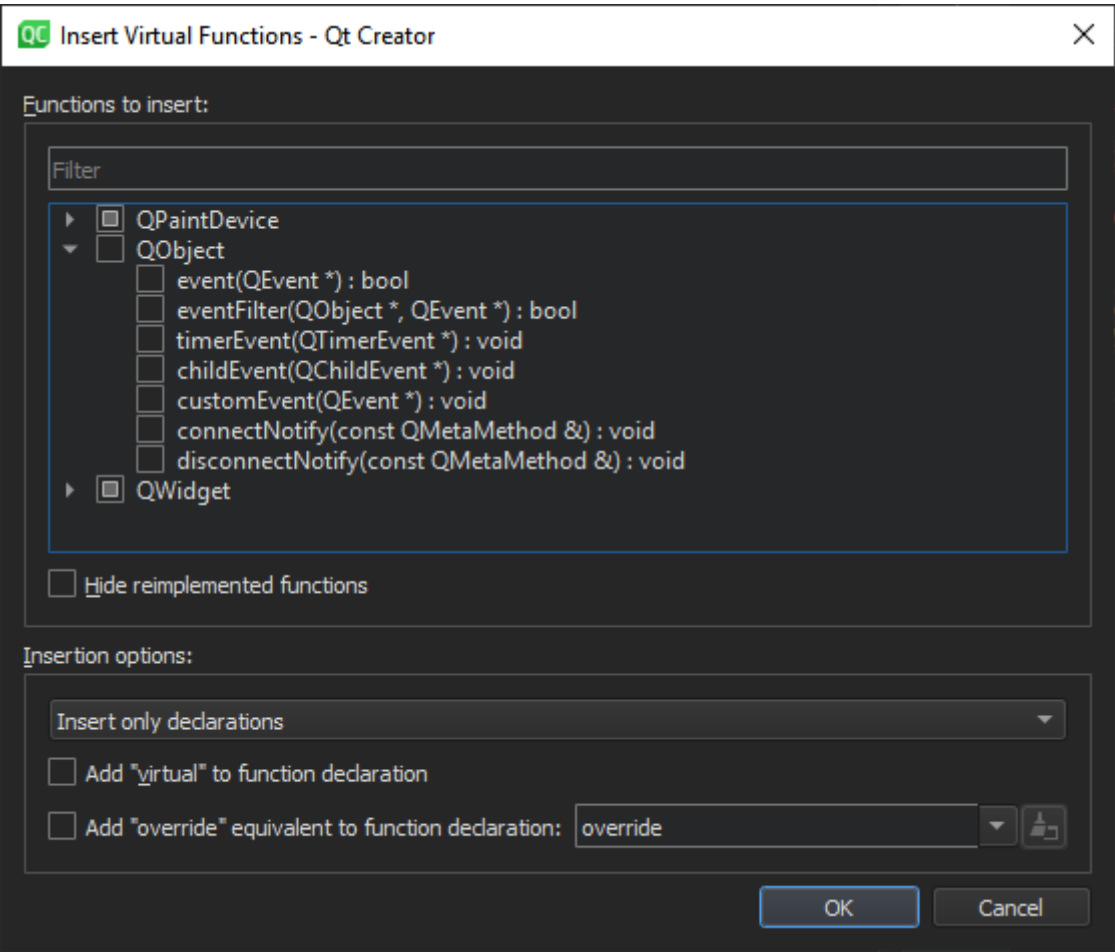 QC Insert Virtual Functions - Qt Creator
Functions to insert:
Filter
QPaintDevice
QObject
event(QEvent *) : bool
eventFilter(QObject *, QEvent *) : bool
timerEvent(QTimerEvent *) : void
childEvent(QChildEvent *) : void
customEvent(QEvent *) : void
connectNotify(const QMetaMethod &) : void
disconnectNotify(const QMetaMethod &) : void
QWidget
Hide reimplemented functions
Insertion options:
Insert only declarations
Add "virtual" to function declaration
Add "override" equivalent to function declaration: override
OK Cancel